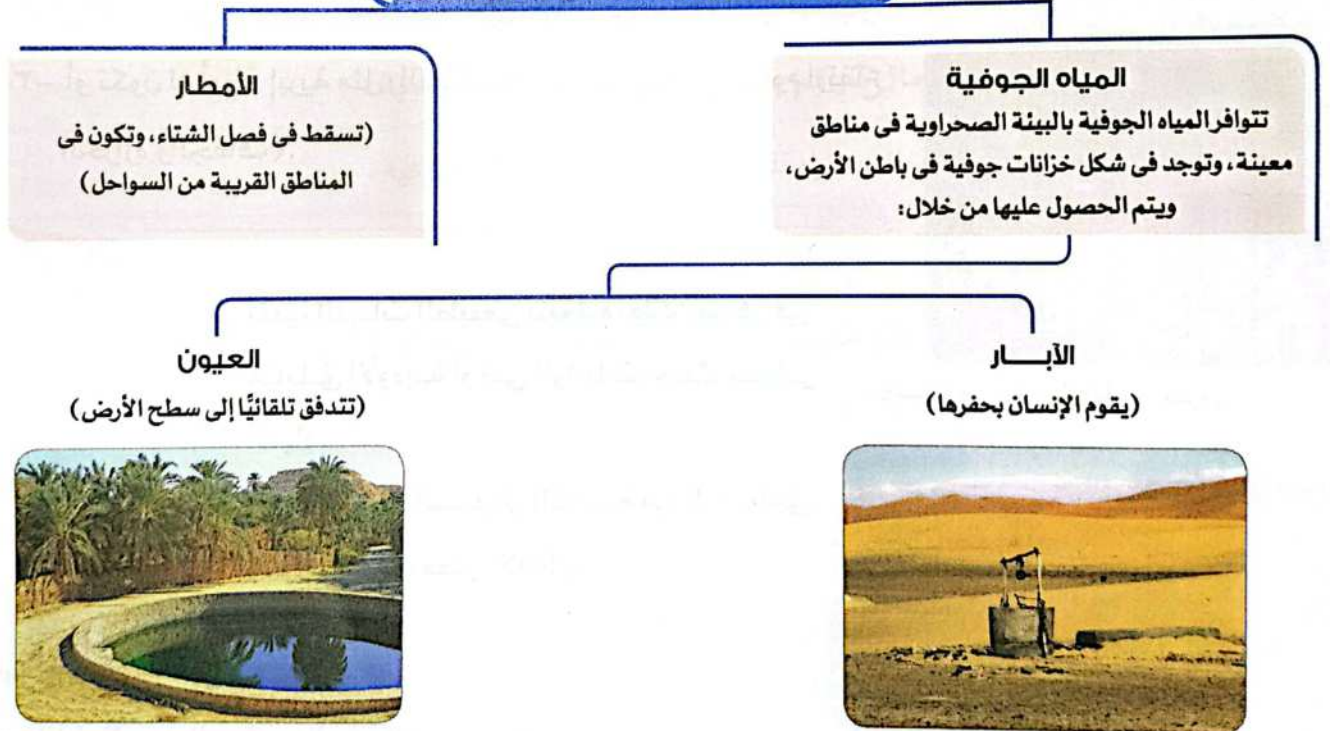 المياه الجوفية
تتوافر المياه الجوفية بالبيئة الصحراوية فى مناطق
معينة، وتوجد فى شكل خزانات جوفية فى باطن الأرض،
ويتم الحصول عليها من خلال:
الأمطار
(تسقط فى فصل الشتاء، وتكون فى
المناطق القريبة من السواحل)
الآبـــار
(يقوم الإنسان بحفرها)
العيون
(تتدفق تلقائيًّا إلى سطح الأرض)